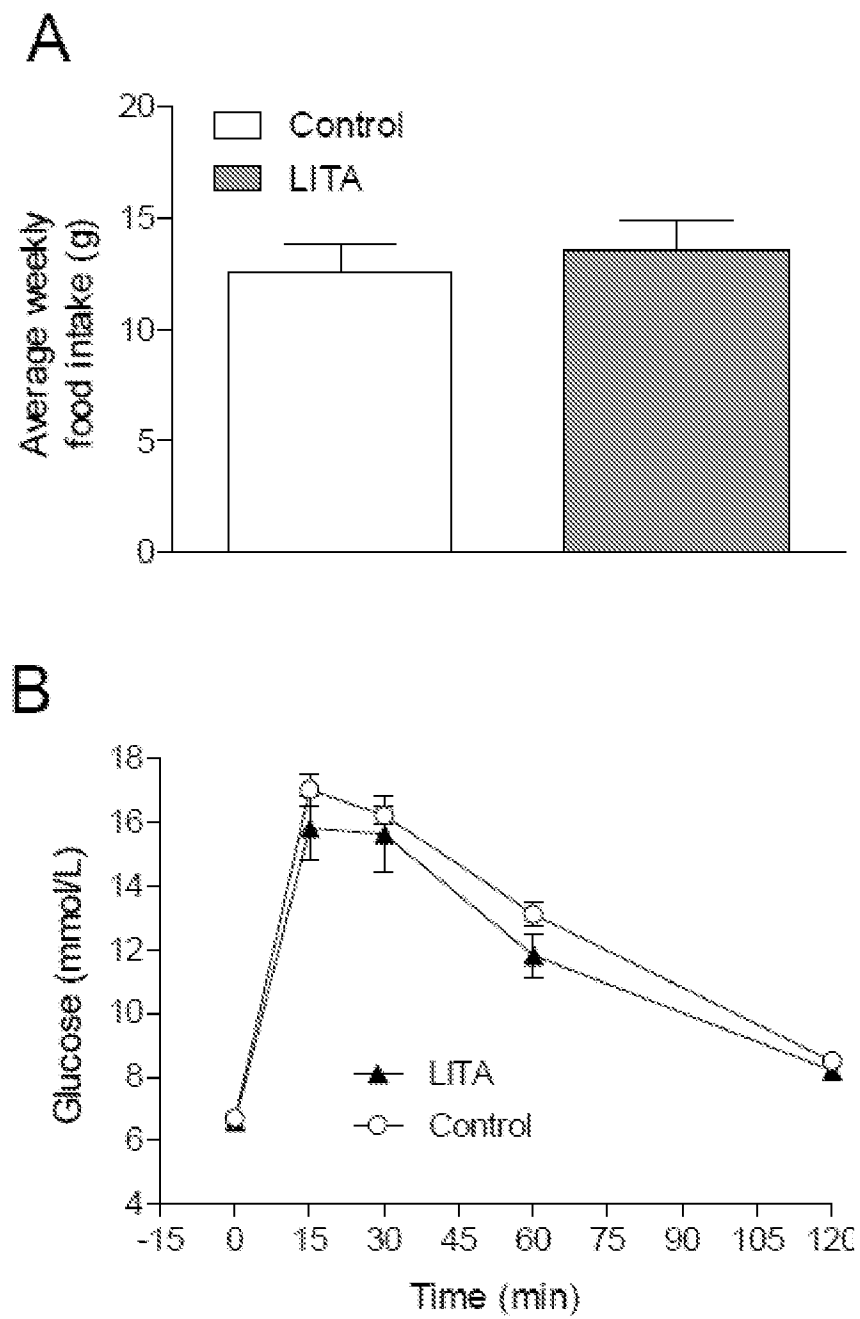 A
20
Control
LITA
15
10
5
0
Average weekly
food intake (g)
B
18
16
14
12
10
8
6
4
Glucose (mmol/L)
LITA
Control
-15 0 15 30 45 60 75 90 105 120
Time (min)